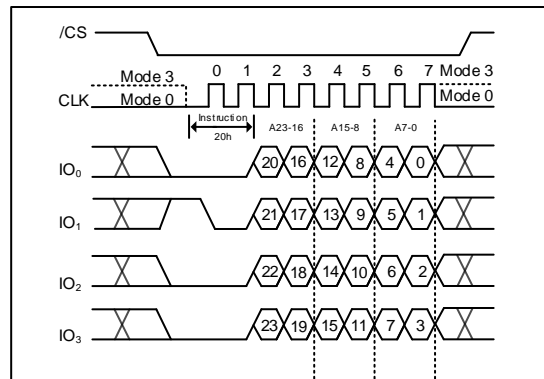 /CS
0 1 2 3 4 5 6 7
Mode 3 Mode 3
CLK Mode 0 Mode 0
Instruction A23-16 A15-8 A7-0
20h
IO₀ 20 16 12 8 4 0
IO₁ 21 17 13 9 5 1
IO₂ 22 18 14 10 6 2
IO₃ 23 19 15 11 7 3